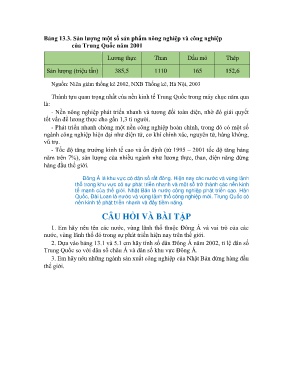 Bảng 13.3. Sản lượng một số sản phẩm nông nghiệp và công nghiệp
của Trung Quốc năm 2001
Lương thực Than Dầu mỏ Thép
Sản lượng (triệu tấn) 385,5 1110 165 152,6
Nguồn: Niên giám thống kê 2002, NXB Thống kê, Hà Nội, 2003
Thành tựu quan trọng nhất của nền kinh tế Trung Quốc trong mấy chục năm qua
là:
- Nền nông nghiệp phát triển nhanh và tương đối toàn diện, nhờ đó giải quyết
tốt vấn đề lương thực cho gần 1,3 tỉ người.
- Phát triển nhanh chóng một nền công nghiệp hoàn chỉnh, trong đó có một số
ngành công nghiệp hiện đại như điện tử, cơ khí chính xác, nguyên tử, hàng không,
vũ trụ.
- Tốc độ tăng trưởng kinh tế cao và ổn định (từ 1995 – 2001 tốc độ tăng hàng
năm trên 7%), sản lượng của nhiều ngành như lương thực, than, điện năng đứng
hàng đầu thế giới.
Đông Á là khu vực có dân số rất đông. Hiện nay các nước và vùng lãnh
thổ trong khu vực có sự phát triển nhanh và một số trở thành các nền kinh
tế mạnh của thế giới. Nhật Bản là nước công nghiệp phát triển cao. Hàn
Quốc, Đài Loan là nước và vùng lãnh thổ công nghiệp mới. Trung Quốc có
nền kinh tế phát triển nhanh và đầy tiềm năng.
CÂU HỎI VÀ BÀI TẬP
1. Em hãy nêu tên các nước, vùng lãnh thổ thuộc Đông Á và vai trò của các
nước, vùng lãnh thổ đó trong sự phát triển hiện nay trên thế giới.
2. Dựa vào bảng 13.1 và 5.1 em hãy tính số dân Đông Á năm 2002, tỉ lệ dân số
Trung Quốc so với dân số châu Á và dân số khu vực Đông Á.
3. Em hãy nêu những ngành sản xuất công nghiệp của Nhật Bản đứng hàng đầu
thế giới.